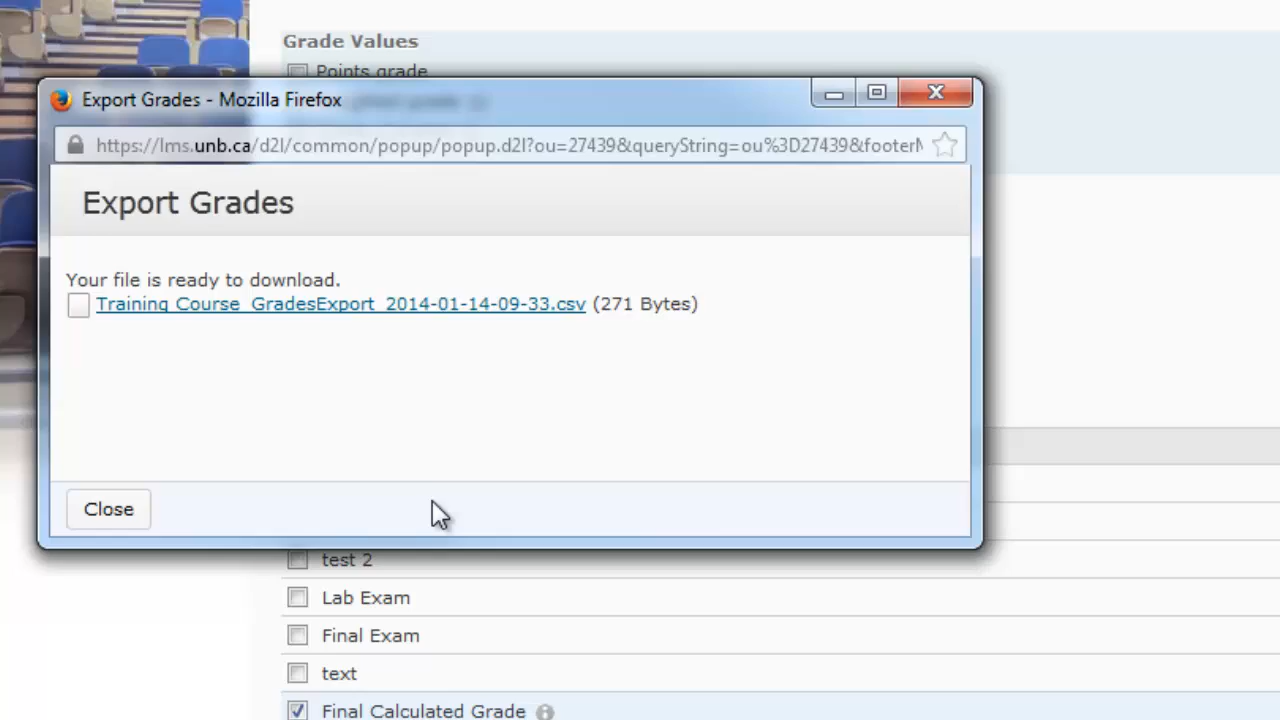 Grade Values
Points grade
Export Grades - Mozilla Firefox
https://lms.unb.ca/d2l/common/popup/popup.d2l?ou=27439&queryString=ou%3D27439&footerM
Export Grades
Your file is ready to download.
Training Course_GradesExport_2014-01-14-09-33.csv (271 Bytes)
Close
test 2
Lab Exam
Final Exam
text
Final Calculated Grade